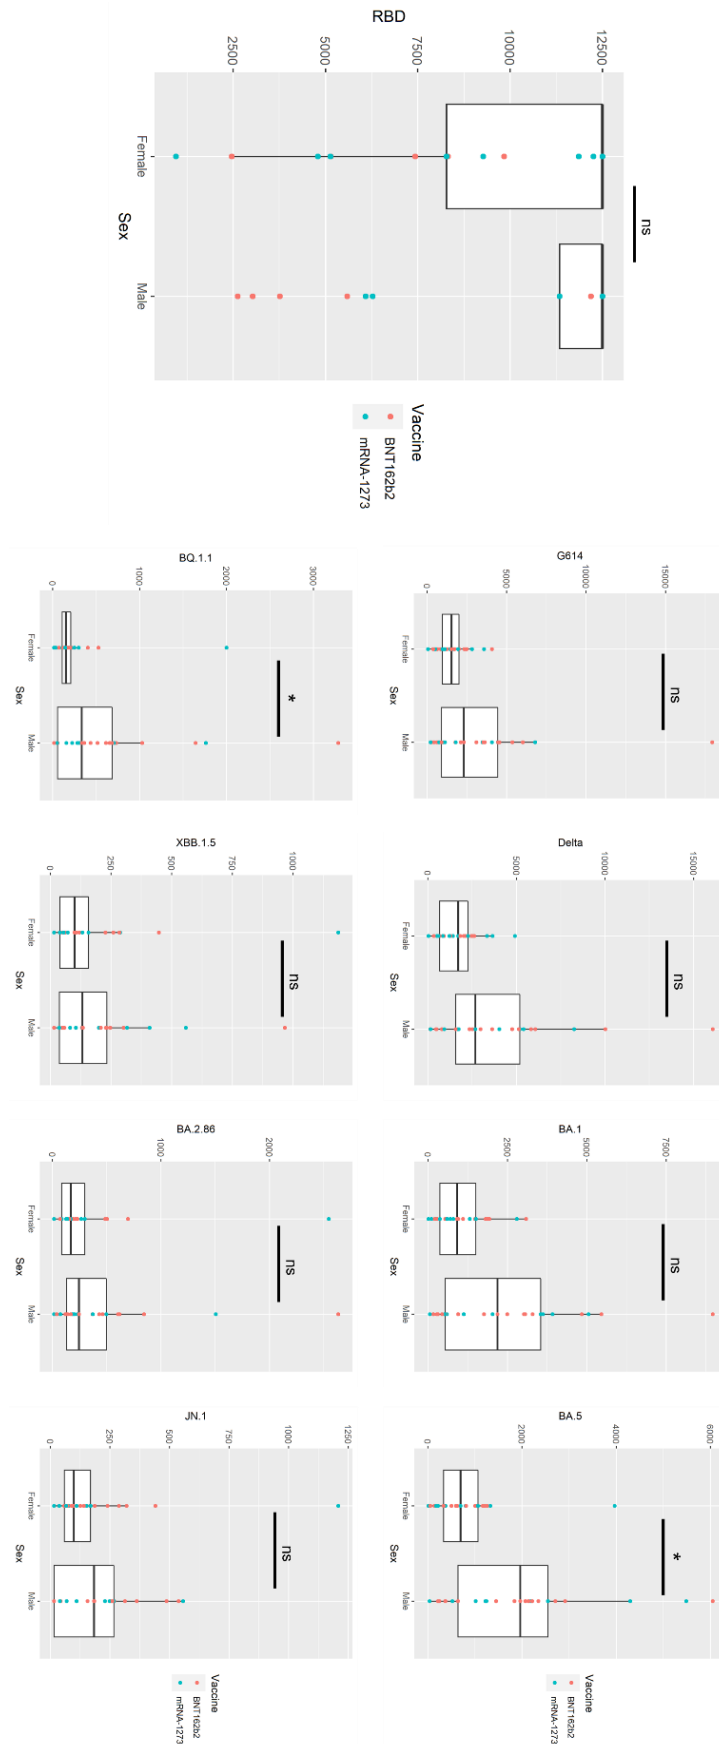 RBD
2500
5000
7500
10000
12500
Female
Male
Sex
ns
Vaccine
BNT162b2
mRNA-1273
G614
0
5000
10000
15000
Female
Male
Sex
ns
Delta
0
5000
10000
15000
Female
Male
Sex
ns
BA.1
0
2500
5000
7500
Female
Male
Sex
ns
BA.5
0
2000
4000
6000
Female
Male
Sex
*
BQ.1.1
0
1000
2000
3000
Female
Male
Sex
*
XBB.1.5
0
250
500
750
1000
Female
Male
Sex
ns
BA.2.86
0
1000
2000
Female
Male
Sex
ns
JN.1
0
250
500
750
1000
1250
Female
Male
Sex
ns
Vaccine
BNT162b2
mRNA-1273